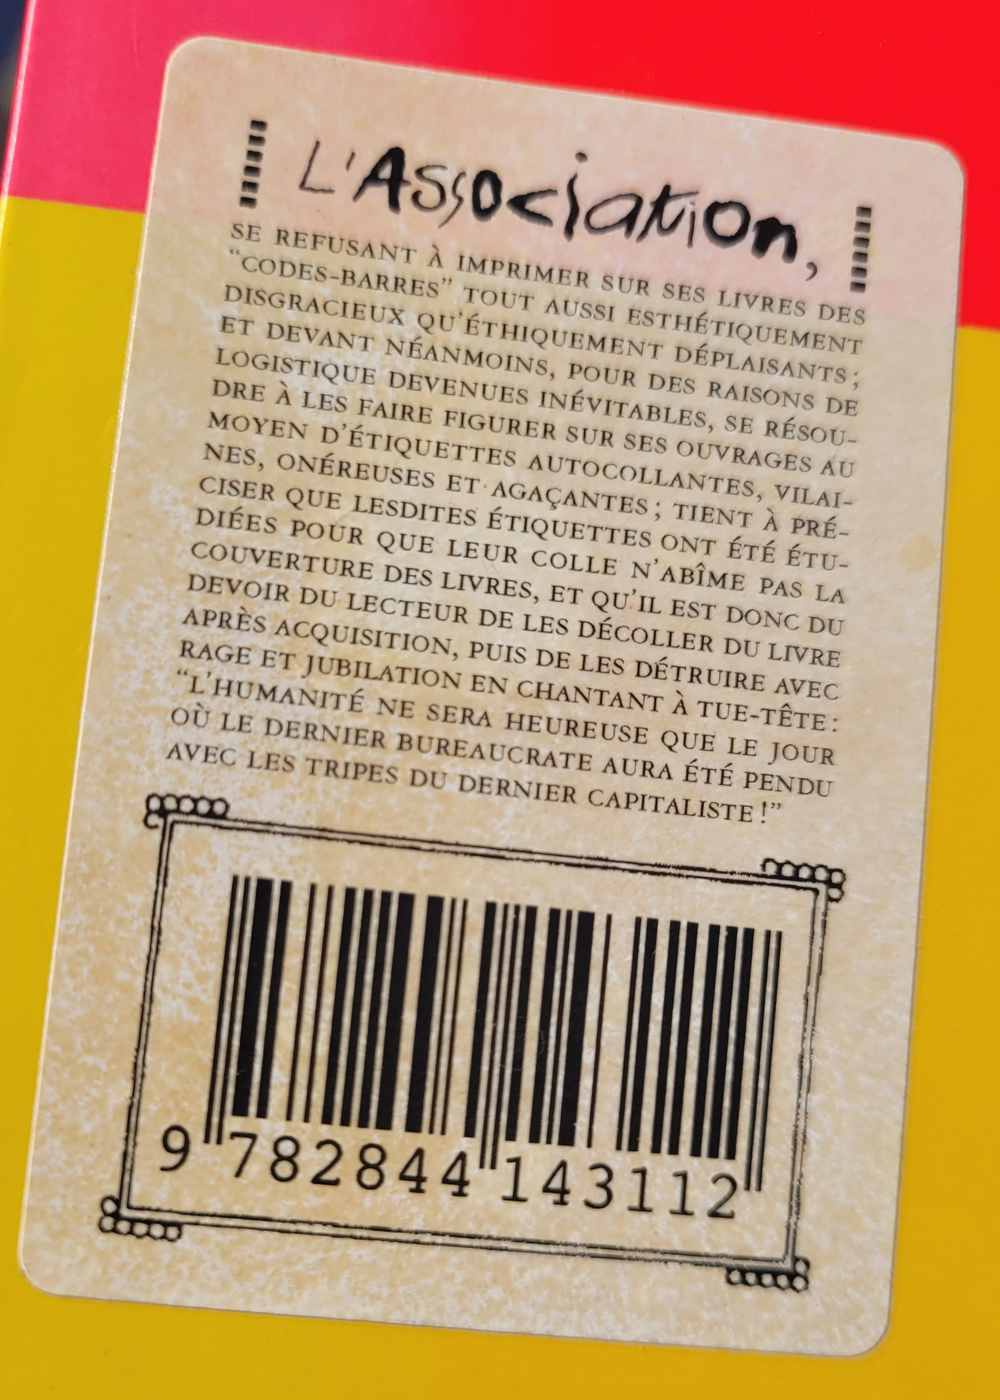 L'Association,
SE REFUSANT À IMPRIMER SUR SES LIVRES DES
“CODES-BARRES” TOUT AUSSI ESTHÉTIQUEMENT
DISGRACIEUX QU'ÉTHIQUEMENT DÉPLAISANTS ;
ET DEVANT NÉANMOINS, POUR DES RAISONS DE
LOGISTIQUE DEVENUES INÉVITABLES, SE RÉSOU-
DRE À LES FAIRE FIGURER SUR SES OUVRAGES AU
MOYEN D'ÉTIQUETTES AUTOCOLLANTES, VILAI-
NES, ONÉREUSES ET AGAÇANTES ; TIENT À PRÉ-
CISER QUE LESDITES ÉTIQUETTES ONT ÉTÉ ÉTU-
DIÉES POUR QUE LEUR COLLE N'ABÎME PAS LA
COUVERTURE DES LIVRES, ET QU'IL EST DONC DU
DEVOIR DU LECTEUR DE LES DÉCOLLER DU LIVRE
APRÈS ACQUISITION, PUIS DE LES DÉTRUIRE AVEC
RAGE ET JUBILATION EN CHANTANT À TUE-TÊTE :
“L'HUMANITÉ NE SERA HEUREUSE QUE LE JOUR
OÙ LE DERNIER BUREAUCRATE AURA ÉTÉ PENDU
AVEC LES TRIPES DU DERNIER CAPITALISTE !”
9 782844 143112